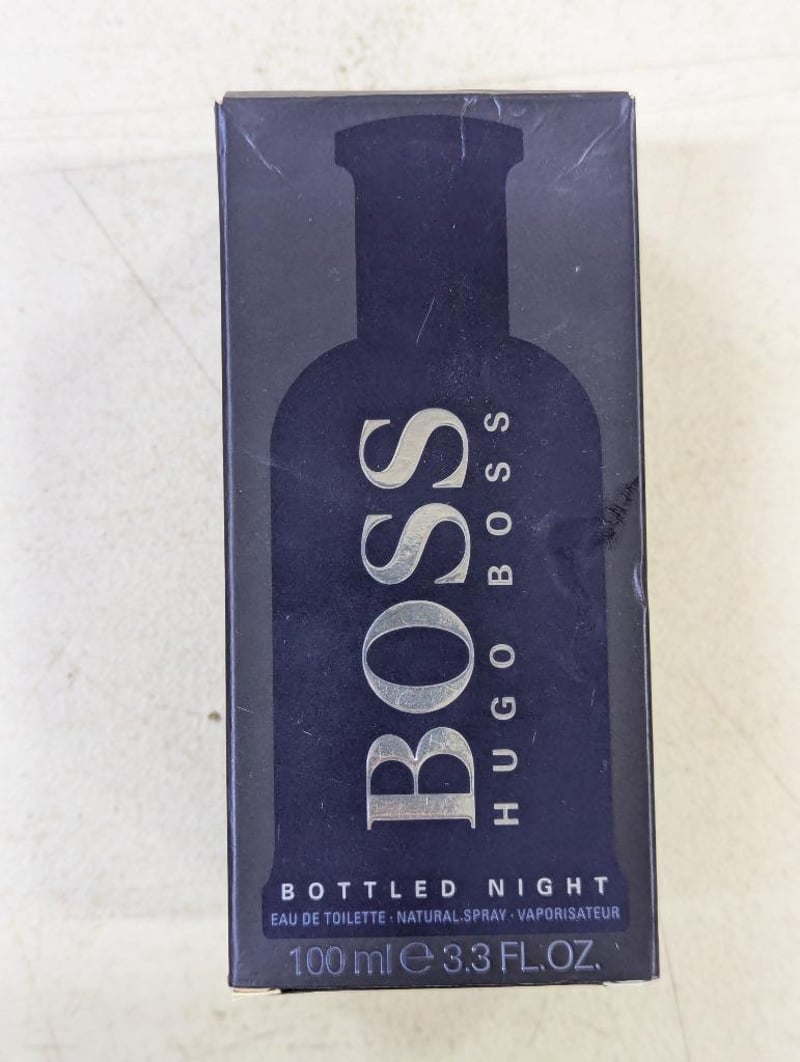 BOSS
HUGO BOSS
BOTTLED NIGHT
EAU DE TOILETTE · NATURAL SPRAY · VAPORISATEUR
100 ml ℮ 3.3 FL.OZ.